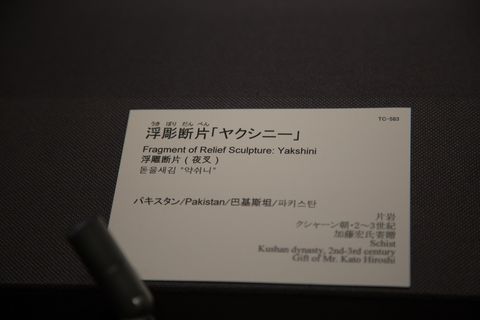 TC-583
うき ぼり だん ぺん
浮彫断片「ヤクシニー」
Fragment of Relief Sculpture: Yakshini
浮雕断片（夜叉）
돋을새김 "약쉬니"
パキスタン/Pakistan/巴基斯坦/파키스탄
片岩
クシャーン朝・2～3世紀
加藤宏氏寄贈
Schist
Kushan dynasty, 2nd-3rd century
Gift of Mr. Kato Hiroshi